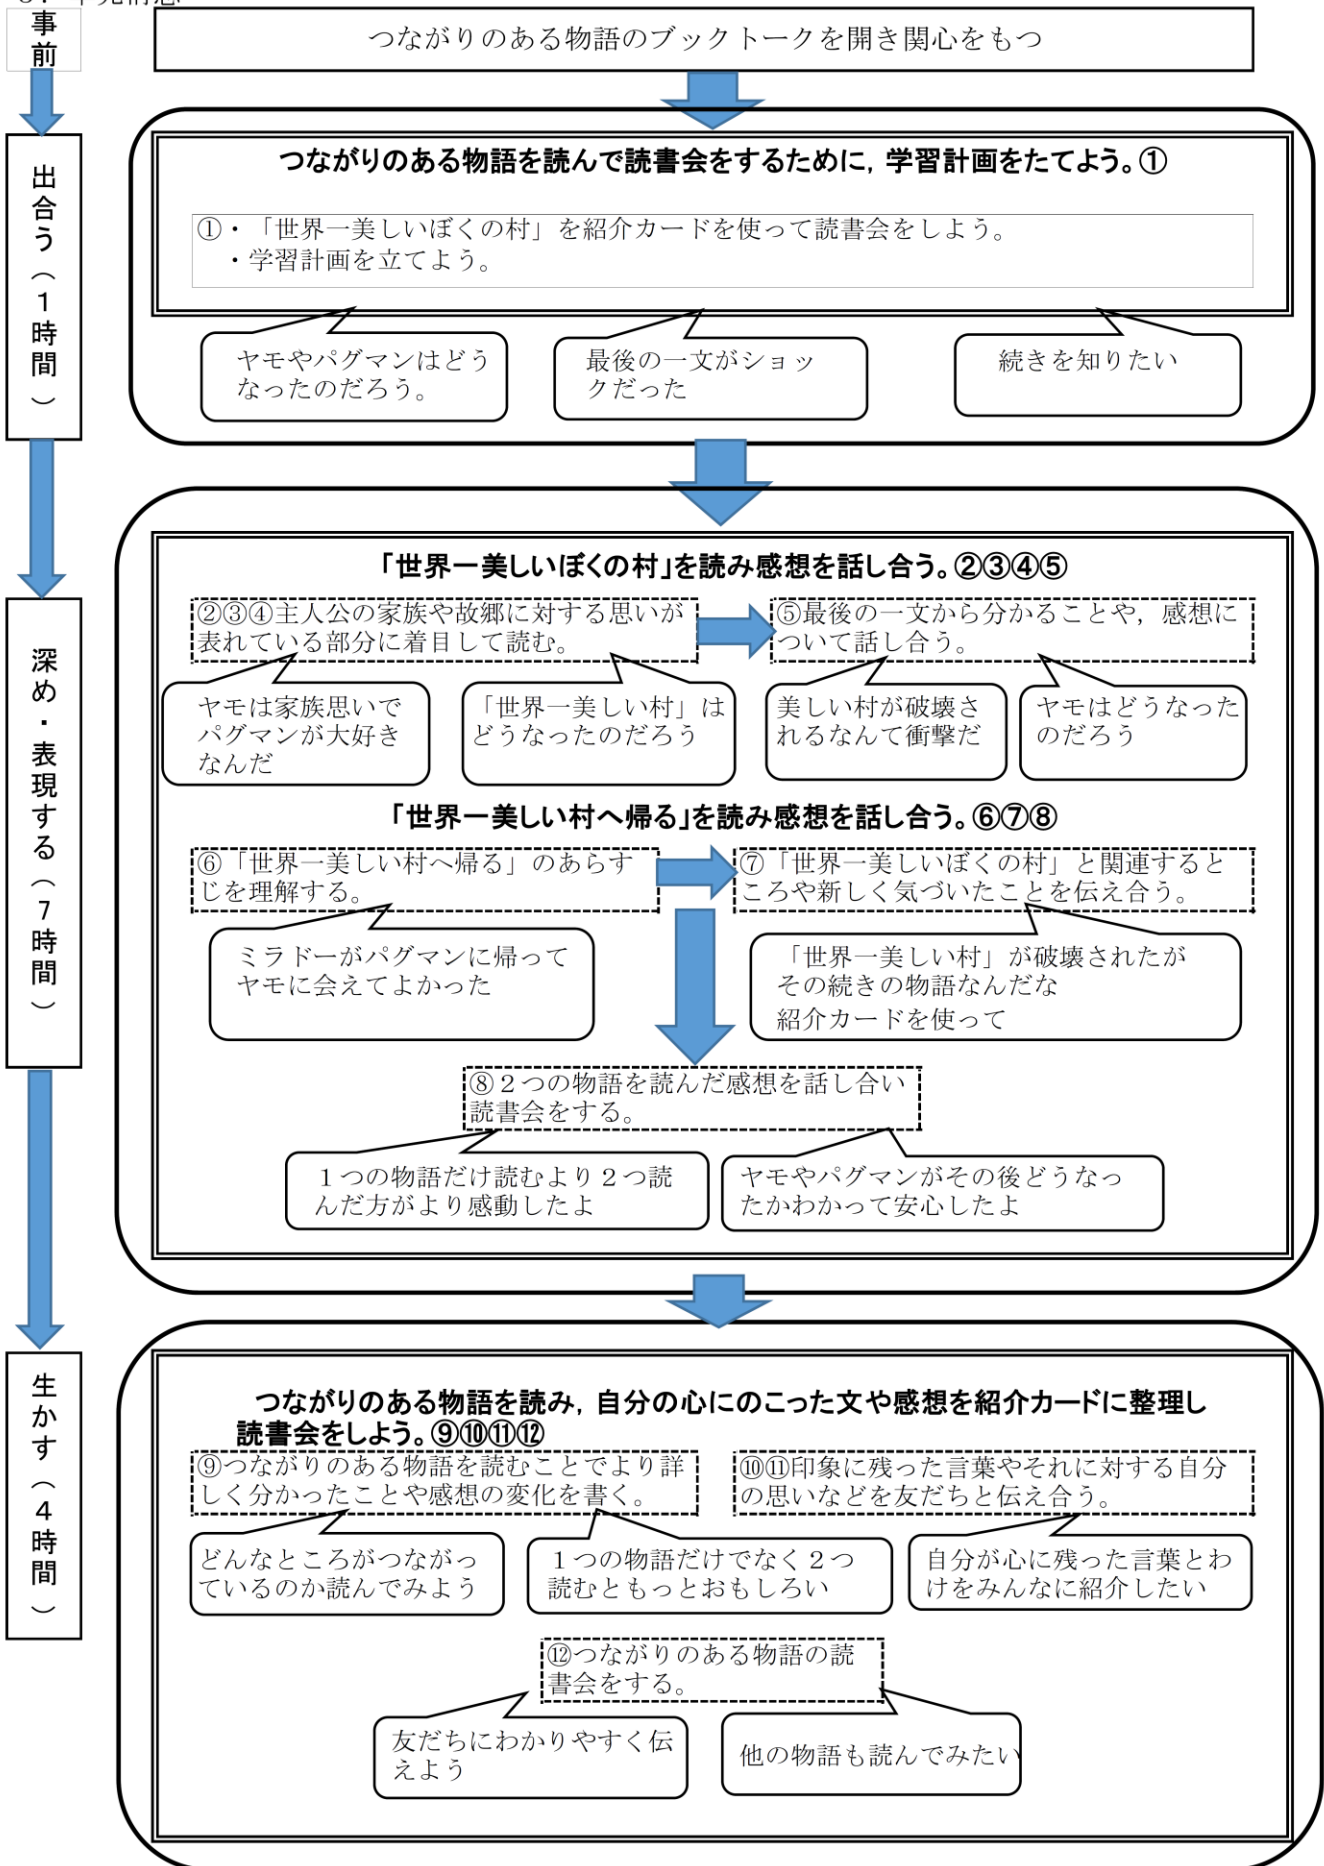 事前
つながりのある物語のブックトークを開き関心をもつ
出合う（1時間）
つながりのある物語を読んで読書会をするために，学習計画をたてよう。①
①・「世界一美しいぼくの村」を紹介カードを使って読書会をしよう。
・学習計画を立てよう。
ヤモやパグマンはどう
なったのだろう。
最後の一文がショッ
クだった
続きを知りたい
深め・表現する（7時間）
「世界一美しいぼくの村」を読み感想を話し合う。②③④⑤
②③④主人公の家族や故郷に対する思いが
表れている部分に着目して読む。
⑤最後の一文から分かることや，感想に
ついて話し合う。
ヤモは家族思いで
パグマンが大好き
なんだ
「世界一美しい村」は
どうなったのだろう
美しい村が破壊さ
れるなんて衝撃だ
ヤモはどうなった
のだろう
「世界一美しい村へ帰る」を読み感想を話し合う。⑥⑦⑧
⑥「世界一美しい村へ帰る」のあらす
じを理解する。
⑦「世界一美しいぼくの村」と関連すると
ころや新しく気づいたことを伝え合う。
ミラドーがパグマンに帰って
ヤモに会えてよかった
「世界一美しい村」が破壊されたが
その続きの物語なんだな
紹介カードを使って
⑧２つの物語を読んだ感想を話し合い
読書会をする。
１つの物語だけ読むより２つ読
んだ方がより感動したよ
ヤモやパグマンがその後どうなっ
たかわかって安心したよ
生かす（4時間）
つながりのある物語を読み，自分の心にのこった文や感想を紹介カードに整理し
読書会をしよう。⑨⑩⑪⑫
⑨つながりのある物語を読むことでより詳
しく分かったことや感想の変化を書く。
⑩⑪印象に残った言葉やそれに対する自分
の思いなどを友だちと伝え合う。
どんなところがつながっ
ているのか読んでみよう
１つの物語だけでなく２つ
読むともっとおもしろい
自分が心に残った言葉とわ
けをみんなに紹介したい
⑫つながりのある物語の読
書会をする。
友だちにわかりやすく伝
えよう
他の物語も読んでみたい